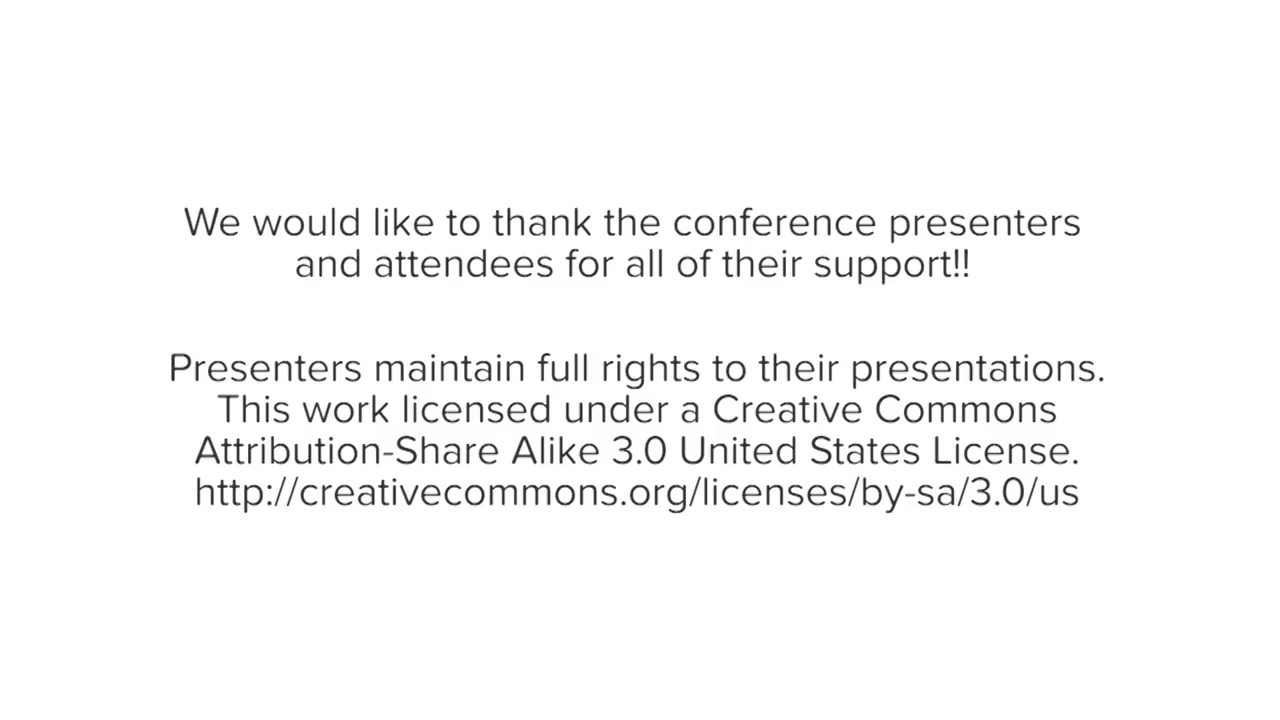 We would like to thank the conference presenters
and attendees for all of their support!!
Presenters maintain full rights to their presentations.
This work licensed under a Creative Commons
Attribution-Share Alike 3.0 United States License.
http://creativecommons.org/licenses/by-sa/3.0/us